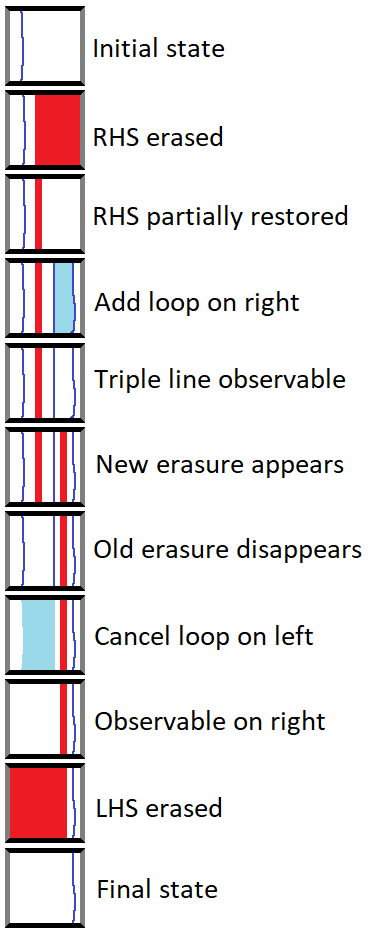 Initial state
RHS erased
RHS partially restored
Add loop on right
Triple line observable
New erasure appears
Old erasure disappears
Cancel loop on left
Observable on right
LHS erased
Final state